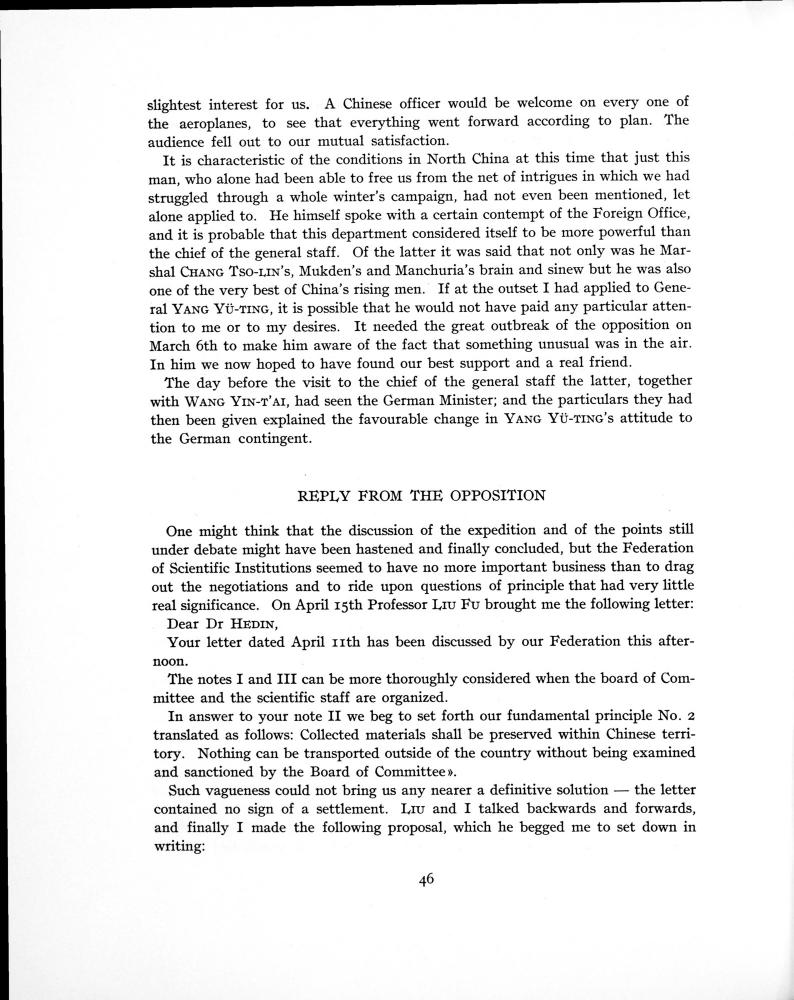 slightest interest for us. A Chinese officer would be welcome on every one of
the aeroplanes, to see that everything went forward according to plan. The
audience fell out to our mutual satisfaction.
It is characteristic of the conditions in North China at this time that just this
man, who alone had been able to free us from the net of intrigues in which we had
struggled through a whole winter's campaign, had not even been mentioned, let
alone applied to. He himself spoke with a certain contempt of the Foreign Office,
and it is probable that this department considered itself to be more powerful than
the chief of the general staff. Of the latter it was said that not only was he Mar-
shal CHANG TSO-LIN's, Mukden's and Manchuria's brain and sinew but he was also
one of the very best of China's rising men. If at the outset I had applied to Gene-
ral YANG YÜ-TING, it is possible that he would not have paid any particular atten-
tion to me or to my desires. It needed the great outbreak of the opposition on
March 6th to make him aware of the fact that something unusual was in the air.
In him we now hoped to have found our best support and a real friend.
The day before the visit to the chief of the general staff the latter, together
with WANG YIN-T'AI, had seen the German Minister; and the particulars they had
then been given explained the favourable change in YANG YÜ-TING's attitude to
the German contingent.
REPLY FROM THE OPPOSITION
One might think that the discussion of the expedition and of the points still
under debate might have been hastened and finally concluded, but the Federation
of Scientific Institutions seemed to have no more important business than to drag
out the negotiations and to ride upon questions of principle that had very little
real significance. On April 15th Professor LIU FU brought me the following letter:
Dear Dr HEDIN,
Your letter dated April 11th has been discussed by our Federation this after-
noon.
The notes I and III can be more thoroughly considered when the board of Com-
mittee and the scientific staff are organized.
In answer to your note II we beg to set forth our fundamental principle No. 2
translated as follows: Collected materials shall be preserved within Chinese terri-
tory. Nothing can be transported outside of the country without being examined
and sanctioned by the Board of Committee».
Such vagueness could not bring us any nearer a definitive solution — the letter
contained no sign of a settlement. LIU and I talked backwards and forwards,
and finally I made the following proposal, which he begged me to set down in
writing:
46